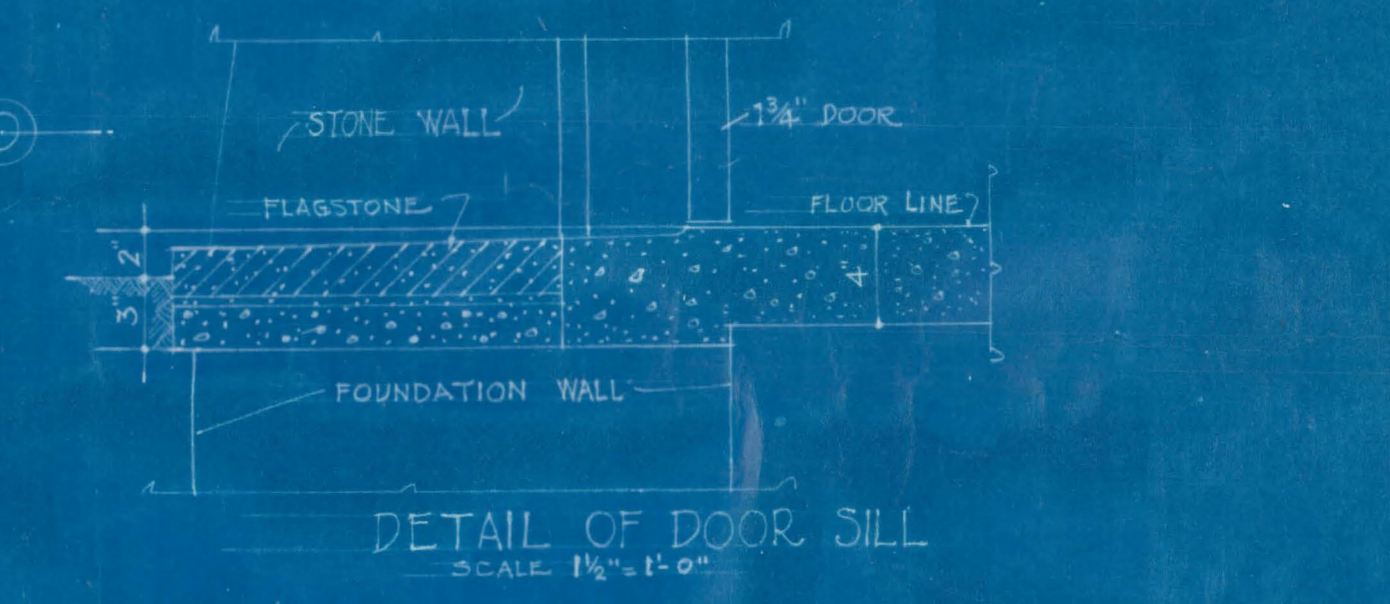 STONE WALL
1¾" DOOR
FLAGSTONE
FLOOR LINE
2"
3"
4"
FOUNDATION WALL
DETAIL OF DOOR SILL
SCALE 1½"=1'-0"